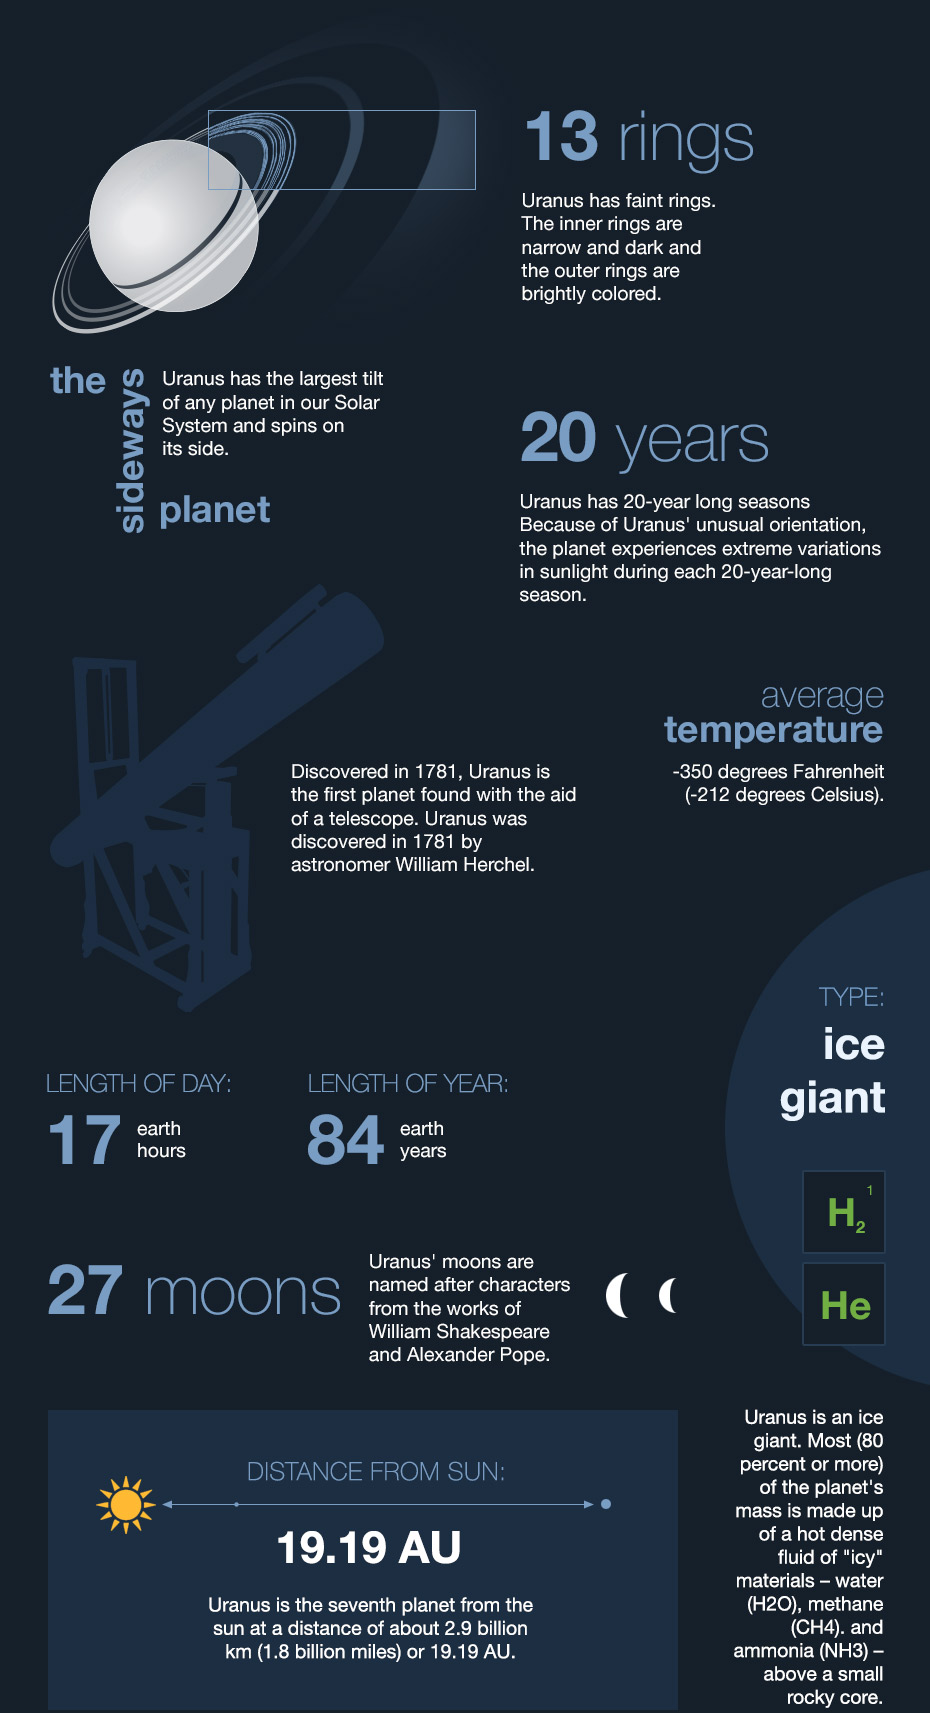 13 rings
Uranus has faint rings.
The inner rings are
narrow and dark and
the outer rings are
brightly colored.
the
sideways
planet
Uranus has the largest tilt
of any planet in our Solar
System and spins on
its side.
20 years
Uranus has 20-year long seasons
Because of Uranus' unusual orientation,
the planet experiences extreme variations
in sunlight during each 20-year-long
season.
average
temperature
-350 degrees Fahrenheit
(-212 degrees Celsius).
Discovered in 1781, Uranus is
the first planet found with the aid
of a telescope. Uranus was
discovered in 1781 by
astronomer William Herchel.
TYPE:
ice
giant
LENGTH OF DAY:
17 earth
hours
LENGTH OF YEAR:
84 earth
years
H2 1
He
27 moons
Uranus' moons are
named after characters
from the works of
William Shakespeare
and Alexander Pope.
DISTANCE FROM SUN:
19.19 AU
Uranus is the seventh planet from the
sun at a distance of about 2.9 billion
km (1.8 billion miles) or 19.19 AU.
Uranus is an ice
giant. Most (80
percent or more)
of the planet's
mass is made up
of a hot dense
fluid of "icy"
materials – water
(H2O), methane
(CH4). and
ammonia (NH3) –
above a small
rocky core.